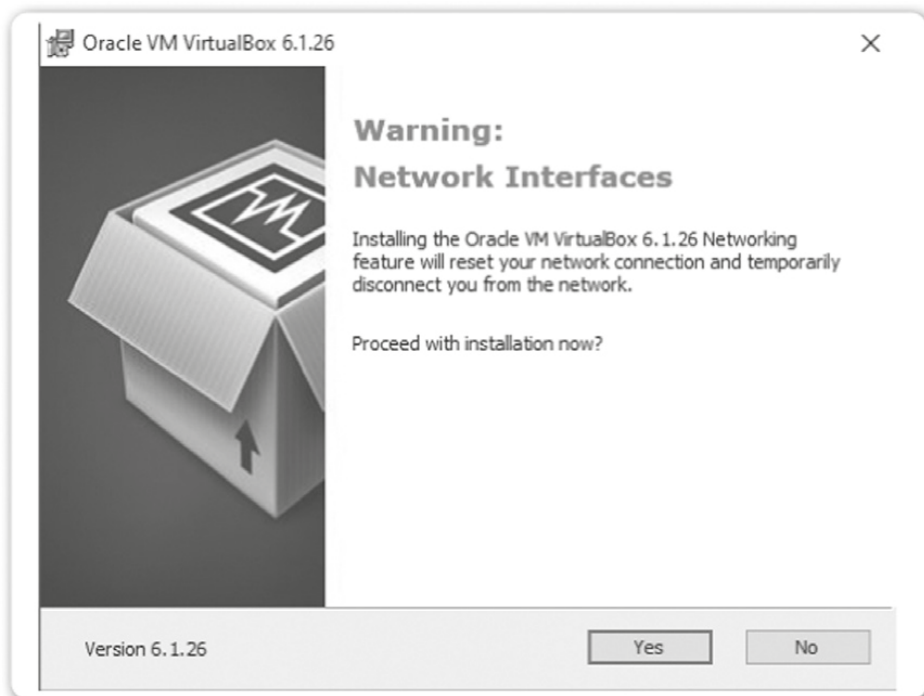 Oracle VM VirtualBox 6.1.26
Warning:
Network Interfaces
Installing the Oracle VM VirtualBox 6.1.26 Networking
feature will reset your network connection and temporarily
disconnect you from the network.
Proceed with installation now?
Version 6.1.26
Yes
No